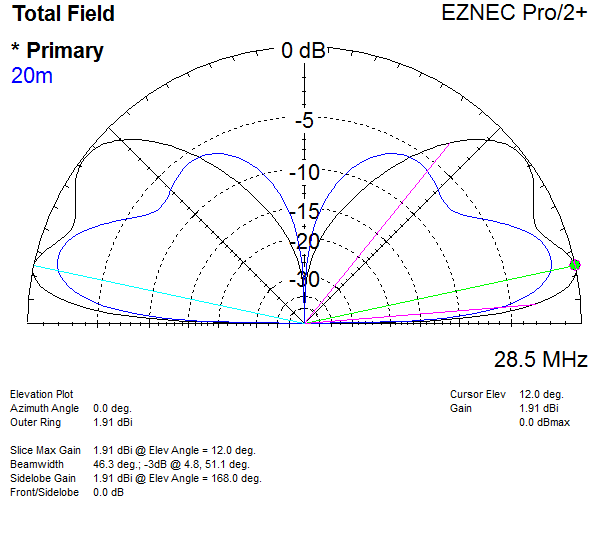 Total Field
EZNEC Pro/2+
* Primary
20m
0 dB
-5
-10
-15
-20
-30
28.5 MHz
Elevation Plot
Azimuth Angle 0.0 deg.
Outer Ring 1.91 dBi
Cursor Elev 12.0 deg.
Gain 1.91 dBi
0.0 dBmax
Slice Max Gain 1.91 dBi @ Elev Angle = 12.0 deg.
Beamwidth 46.3 deg.; -3dB @ 4.8, 51.1 deg.
Sidelobe Gain 1.91 dBi @ Elev Angle = 168.0 deg.
Front/Sidelobe 0.0 dB